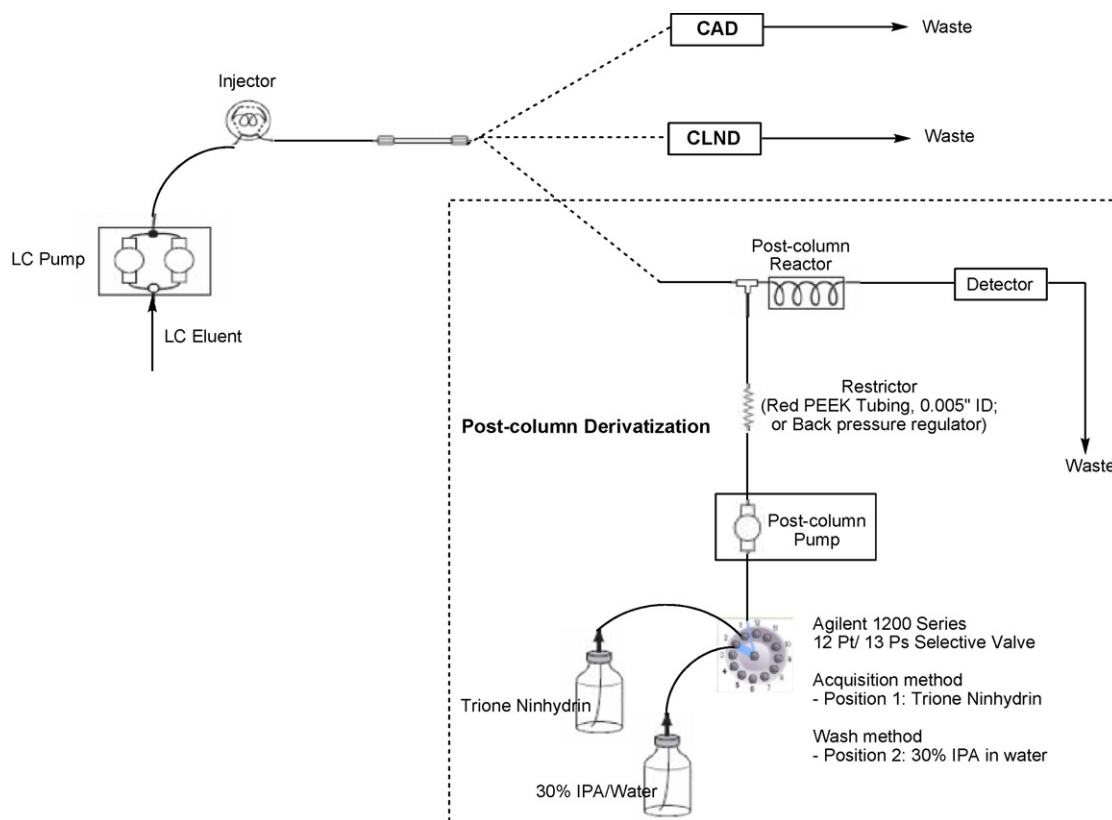 CAD
Waste
Injector
CLND
Waste
LC Pump
LC Eluent
Post-column
Reactor
Detector
Restrictor
(Red PEEK Tubing, 0.005" ID;
or Back pressure regulator)
Post-column Derivatization
Waste
Post-column
Pump
Agilent 1200 Series
12 Pt/ 13 Ps Selective Valve
Acquisition method
- Position 1: Trione Ninhydrin
Wash method
- Position 2: 30% IPA in water
Trione Ninhydrin
30% IPA/Water